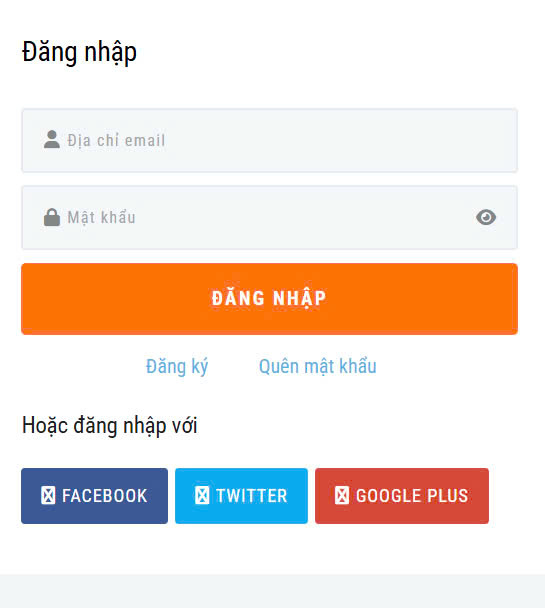 Đăng nhập
Địa chỉ email
Mật khẩu
ĐĂNG NHẬP
Đăng ký Quên mật khẩu
Hoặc đăng nhập với
FACEBOOK TWITTER GOOGLE PLUS